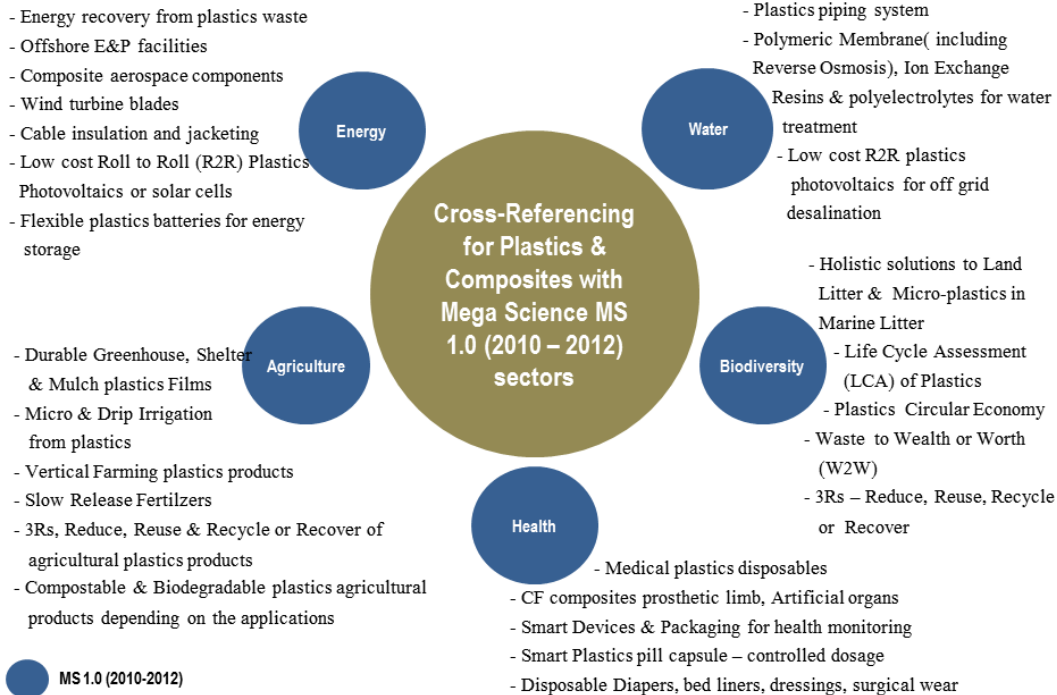 - Energy recovery from plastics waste
- Offshore E&P facilities
- Composite aerospace components
- Wind turbine blades
- Cable insulation and jacketing
- Low cost Roll to Roll (R2R) Plastics
Photovoltaics or solar cells
- Flexible plastics batteries for energy
storage
Energy
- Plastics piping system
- Polymeric Membrane( including
Reverse Osmosis), Ion Exchange
Resins & polyelectrolytes for water
treatment
- Low cost R2R plastics
photovoltaics for off grid
desalination
Water
Cross-Referencing
for Plastics &
Composites with
Mega Science MS
1.0 (2010 – 2012)
sectors
- Durable Greenhouse, Shelter
& Mulch plastics Films
- Micro & Drip Irrigation
from plastics
- Vertical Farming plastics products
- Slow Release Fertilzers
- 3Rs, Reduce, Reuse & Recycle or Recover of
agricultural plastics products
- Compostable & Biodegradable plastics agricultural
products depending on the applications
Agriculture
- Holistic solutions to Land
Litter & Micro-plastics in
Marine Litter
- Life Cycle Assessment
(LCA) of Plastics
- Plastics Circular Economy
- Waste to Wealth or Worth
(W2W)
- 3Rs – Reduce, Reuse, Recycle
or Recover
Biodiversity
Health
- Medical plastics disposables
- CF composites prosthetic limb, Artificial organs
- Smart Devices & Packaging for health monitoring
- Smart Plastics pill capsule – controlled dosage
- Disposable Diapers, bed liners, dressings, surgical wear
MS 1.0 (2010-2012)